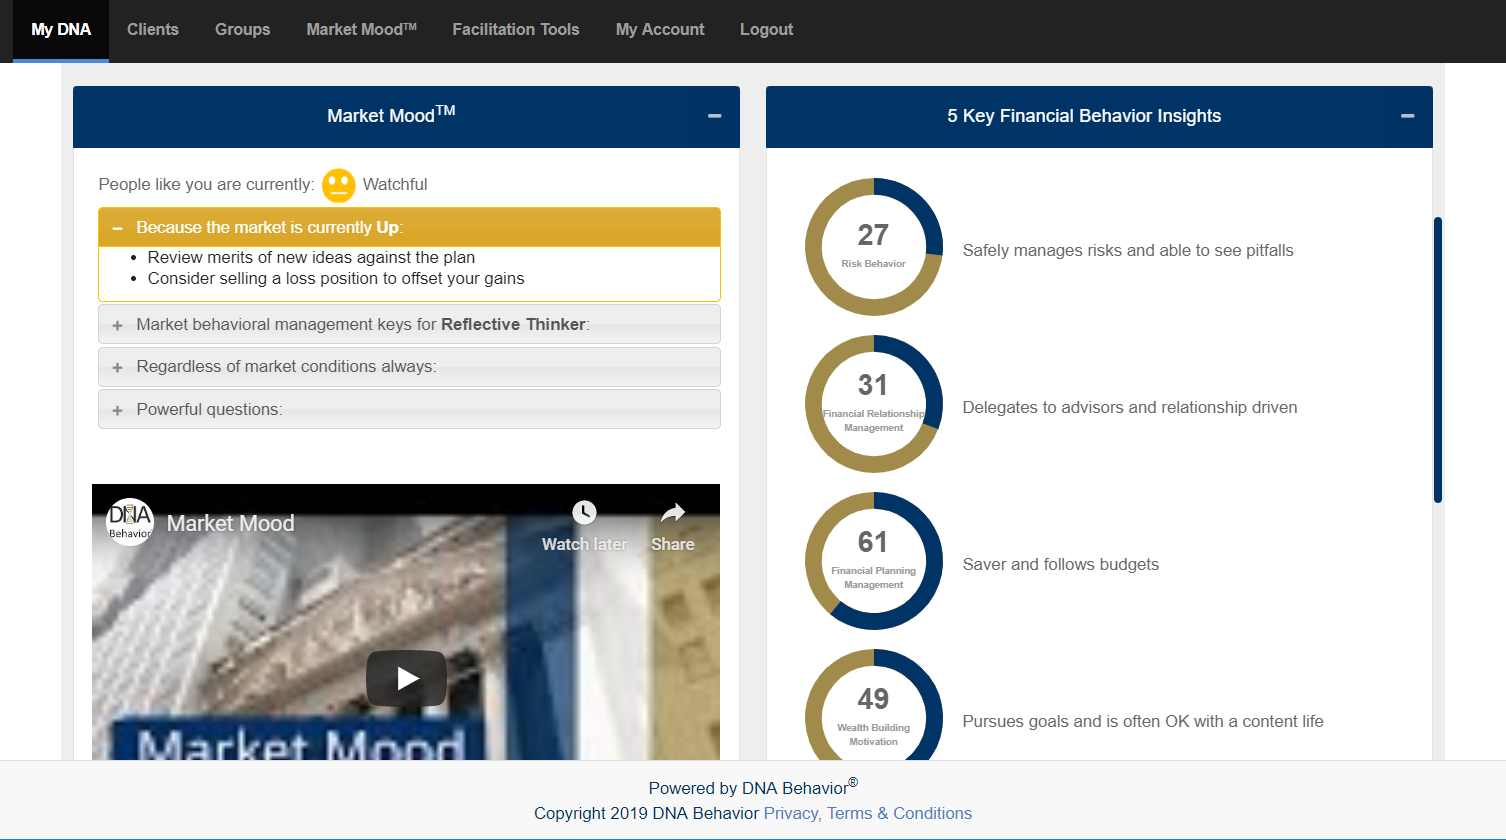 My DNA
Clients
Groups
Market Mood™
Facilitation Tools
My Account
Logout
Market Mood™
People like you are currently: Watchful
Because the market is currently Up:
Review merits of new ideas against the plan
Consider selling a loss position to offset your gains
Market behavioral management keys for Reflective Thinker:
Regardless of market conditions always:
Powerful questions:
DNA
Behavior
Market Mood
Watch later
Share
Market Mood
5 Key Financial Behavior Insights
27
Risk Behavior
Safely manages risks and able to see pitfalls
31
Financial Relationship
Management
Delegates to advisors and relationship driven
61
Financial Planning
Management
Saver and follows budgets
49
Wealth Building
Motivation
Pursues goals and is often OK with a content life
Powered by DNA Behavior®
Copyright 2019 DNA Behavior Privacy, Terms & Conditions